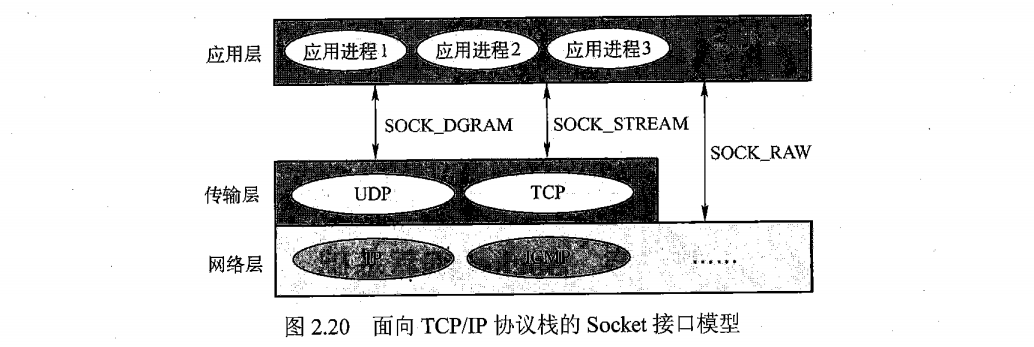 应用层 应用进程1 应用进程2 应用进程3
SOCK_DGRAM SOCK_STREAM
SOCK_RAW
传输层 UDP TCP
网络层 IP ICMP ……
图 2.20 面向 TCP/IP 协议栈的 Socket 接口模型